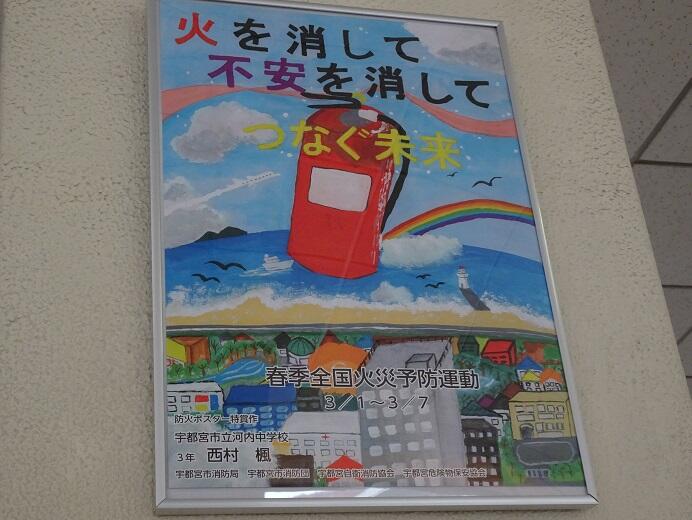 火を消して
不安を消して
つなぐ未来
春季全国火災予防運動
3/1～3/7
防火ポスター特賞作
宇都宮市立河内中学校
3年 西村 楓
宇都宮市消防局 宇都宮市消防団 宇都宮自衛消防協会 宇都宮危険物保安協会